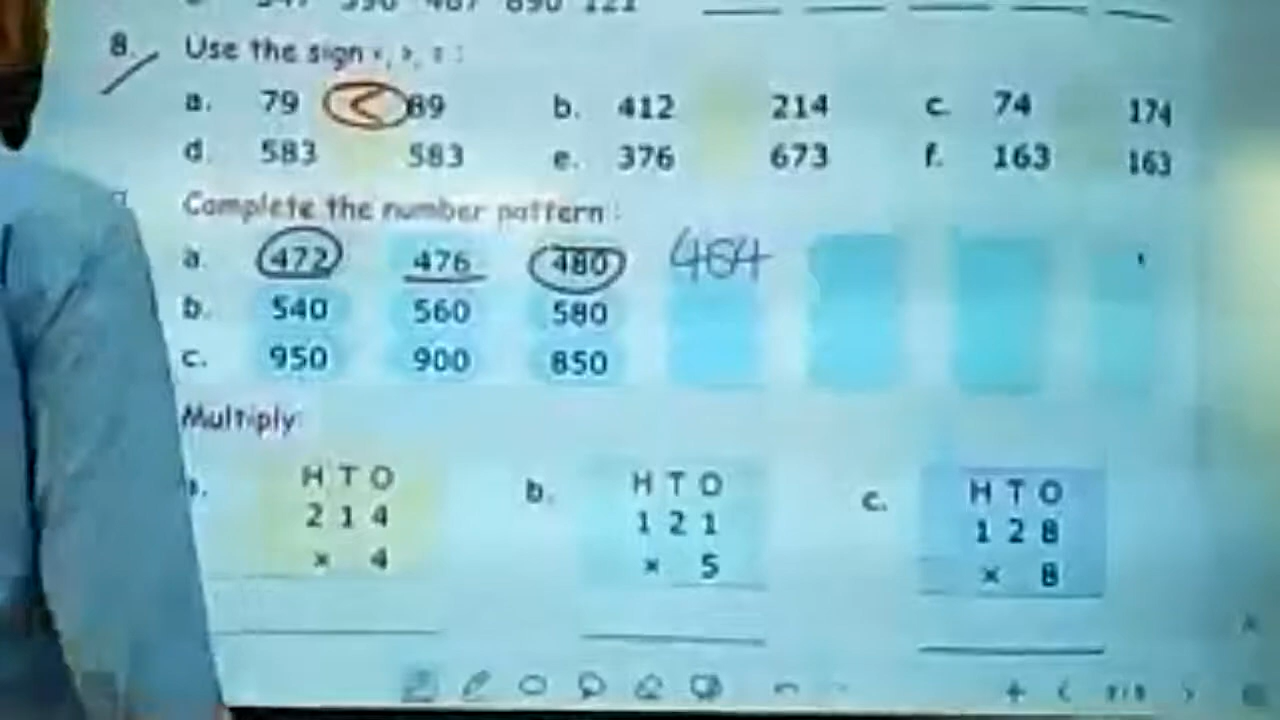 8. Use the sign <, >, = :
a. 79 < 89 b. 412 214 c. 74 174
d. 583 583 e. 376 673 f. 163 163
Complete the number pattern :
a. 472 476 480 484
b. 540 560 580
c. 950 900 850
Multiply
H T O b. H T O c. H T O
2 1 4 1 2 1 1 2 8
× 4 × 5 × 8